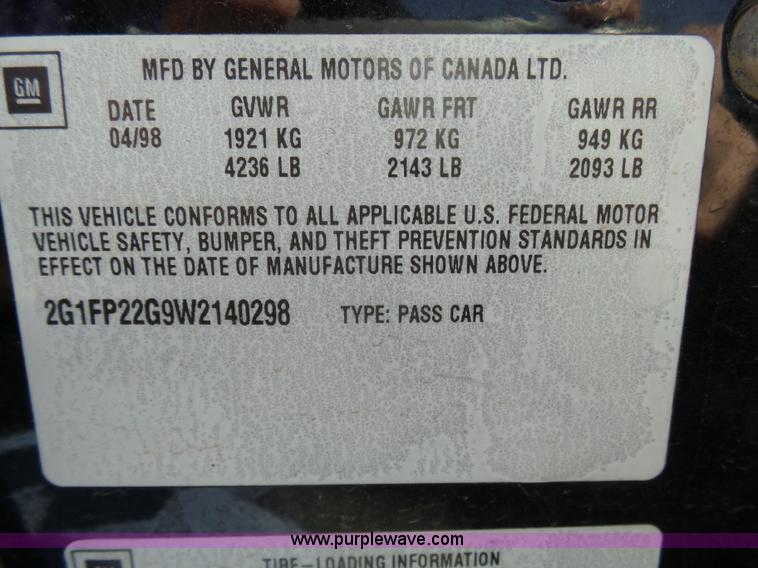 GM
MFD BY GENERAL MOTORS OF CANADA LTD.
DATE GVWR GAWR FRT GAWR RR
04/98 1921 KG 972 KG 949 KG
4236 LB 2143 LB 2093 LB
THIS VEHICLE CONFORMS TO ALL APPLICABLE U.S. FEDERAL MOTOR
VEHICLE SAFETY, BUMPER, AND THEFT PREVENTION STANDARDS IN
EFFECT ON THE DATE OF MANUFACTURE SHOWN ABOVE.
2G1FP22G9W2140298 TYPE: PASS CAR
www.purplewave.com
GM TIRE-LOADING INFORMATION